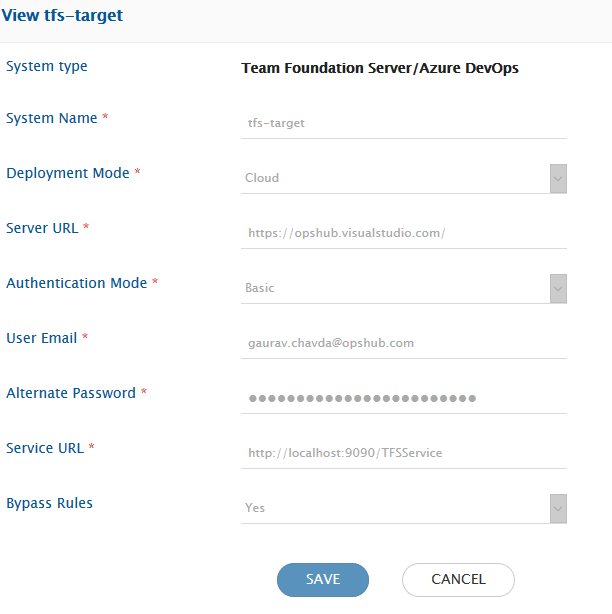 View tfs-target
System type Team Foundation Server/Azure DevOps
System Name * tfs-target
Deployment Mode * Cloud
Server URL * https://opshub.visualstudio.com/
Authentication Mode * Basic
User Email * gaurav.chavda@opshub.com
Alternate Password * ●●●●●●●●●●●●●●●●●●●●●●●●
Service URL * http://localhost:9090/TFSService
Bypass Rules Yes
SAVE CANCEL